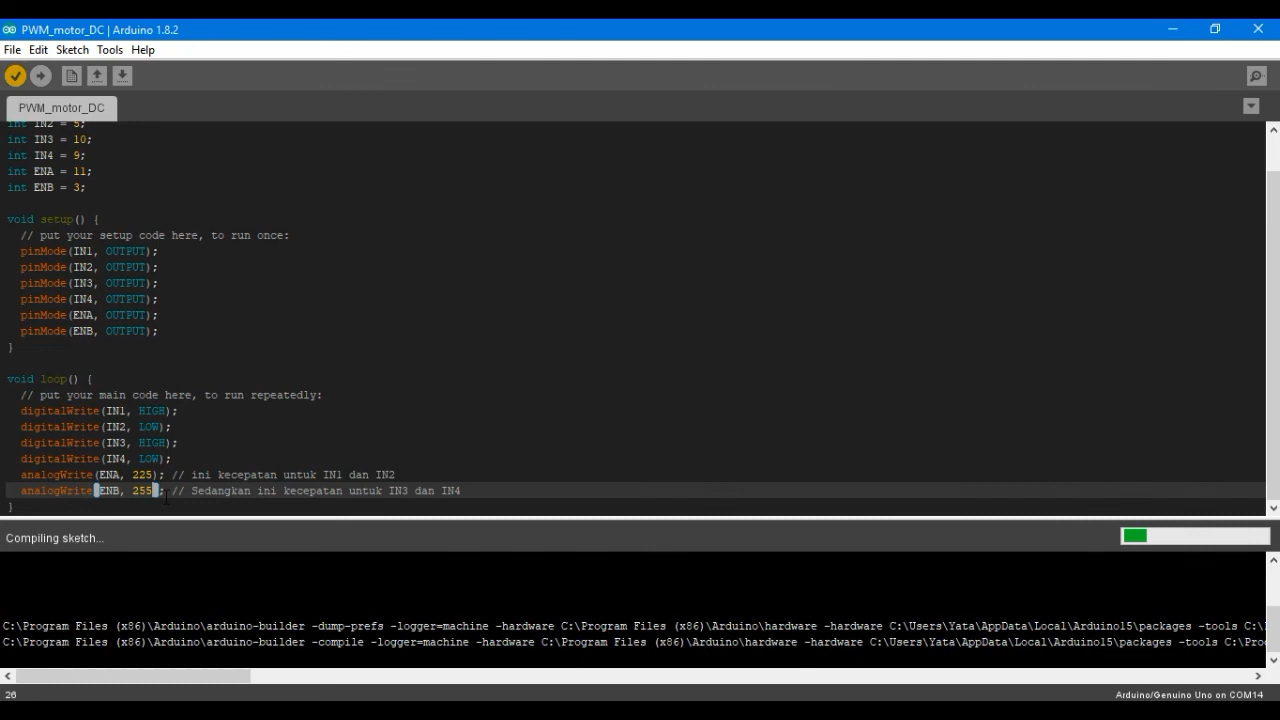 PWM_motor_DC | Arduino 1.8.2
File Edit Sketch Tools Help
PWM_motor_DC
int IN2 = 5;
int IN3 = 10;
int IN4 = 9;
int ENA = 11;
int ENB = 3;
void setup() {
// put your setup code here, to run once:
pinMode(IN1, OUTPUT);
pinMode(IN2, OUTPUT);
pinMode(IN3, OUTPUT);
pinMode(IN4, OUTPUT);
pinMode(ENA, OUTPUT);
pinMode(ENB, OUTPUT);
}
void loop() {
// put your main code here, to run repeatedly:
digitalWrite(IN1, HIGH);
digitalWrite(IN2, LOW);
digitalWrite(IN3, HIGH);
digitalWrite(IN4, LOW);
analogWrite(ENA, 225); // ini kecepatan untuk IN1 dan IN2
analogWrite(ENB, 255); // Sedangkan ini kecepatan untuk IN3 dan IN4
}
Compiling sketch...
C:\Program Files (x86)\Arduino\arduino-builder -dump-prefs -logger=machine -hardware C:\Program Files (x86)\Arduino\hardware -hardware C:\Users\Yata\AppData\Local\Arduino15\packages -tools C:\
C:\Program Files (x86)\Arduino\arduino-builder -compile -logger=machine -hardware C:\Program Files (x86)\Arduino\hardware -hardware C:\Users\Yata\AppData\Local\Arduino15\packages -tools C:\Pro
26
Arduino/Genuino Uno on COM14